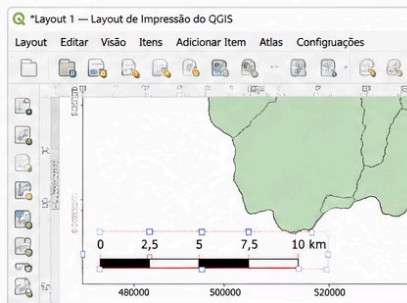 *Layout 1 — Layout de Impressão do QGIS
Layout Editar Visão Itens Adicionar Item Atlas Configruações
0 2,5 5 7,5 10 km
480000 500000 520000